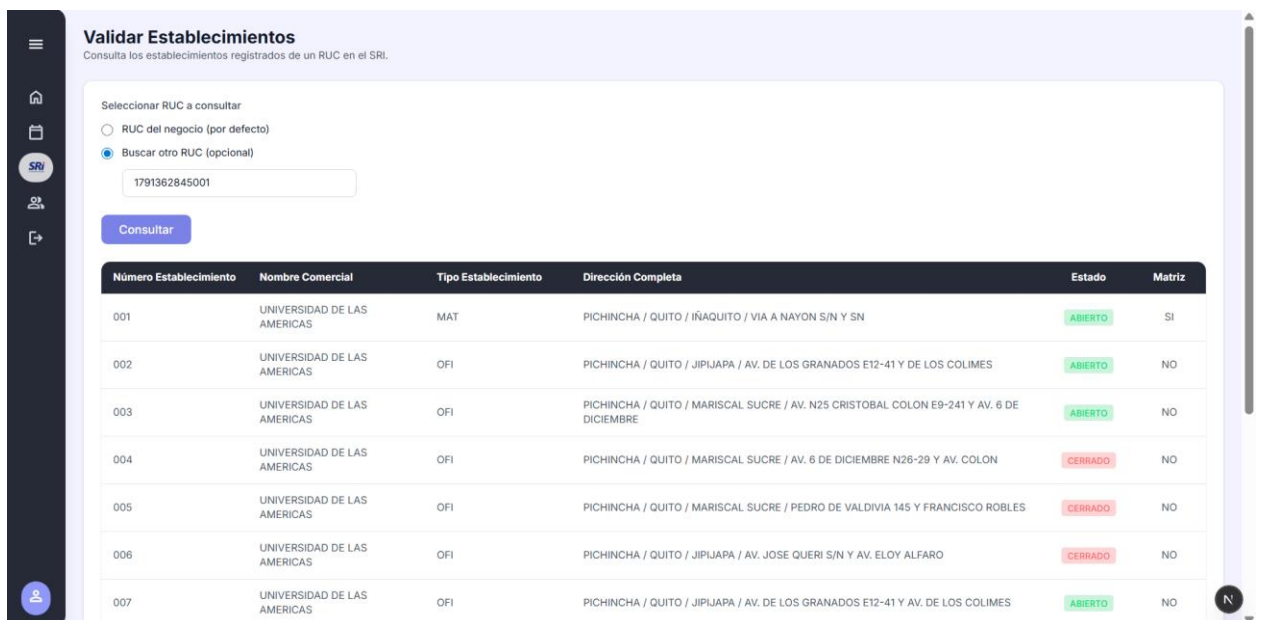 Validar Establecimientos
Consulta los establecimientos registrados de un RUC en el SRI.
Seleccionar RUC a consultar
RUC del negocio (por defecto)
Buscar otro RUC (opcional)
SRi
1791362845001
Consultar
Número Establecimiento Nombre Comercial Tipo Establecimiento Dirección Completa Estado Matriz
001 UNIVERSIDAD DE LAS AMERICAS MAT PICHINCHA / QUITO / IÑAQUITO / VIA A NAYON S/N Y SN ABIERTO SI
002 UNIVERSIDAD DE LAS AMERICAS OFI PICHINCHA / QUITO / JIPIJAPA / AV. DE LOS GRANADOS E12-41 Y DE LOS COLIMES ABIERTO NO
003 UNIVERSIDAD DE LAS AMERICAS OFI PICHINCHA / QUITO / MARISCAL SUCRE / AV. N25 CRISTOBAL COLON E9-241 Y AV. 6 DE DICIEMBRE ABIERTO NO
004 UNIVERSIDAD DE LAS AMERICAS OFI PICHINCHA / QUITO / MARISCAL SUCRE / AV. 6 DE DICIEMBRE N26-29 Y AV. COLON CERRADO NO
005 UNIVERSIDAD DE LAS AMERICAS OFI PICHINCHA / QUITO / MARISCAL SUCRE / PEDRO DE VALDIVIA 145 Y FRANCISCO ROBLES CERRADO NO
006 UNIVERSIDAD DE LAS AMERICAS OFI PICHINCHA / QUITO / JIPIJAPA / AV. JOSE QUERI S/N Y AV. ELOY ALFARO CERRADO NO
007 UNIVERSIDAD DE LAS AMERICAS OFI PICHINCHA / QUITO / JIPIJAPA / AV. DE LOS GRANADOS E12-41 Y AV. DE LOS COLIMES ABIERTO NO
N